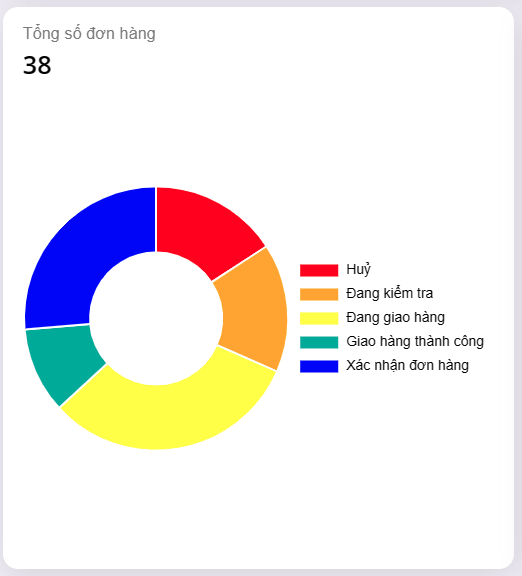 Tổng số đơn hàng
38
Huỷ
Đang kiểm tra
Đang giao hàng
Giao hàng thành công
Xác nhận đơn hàng